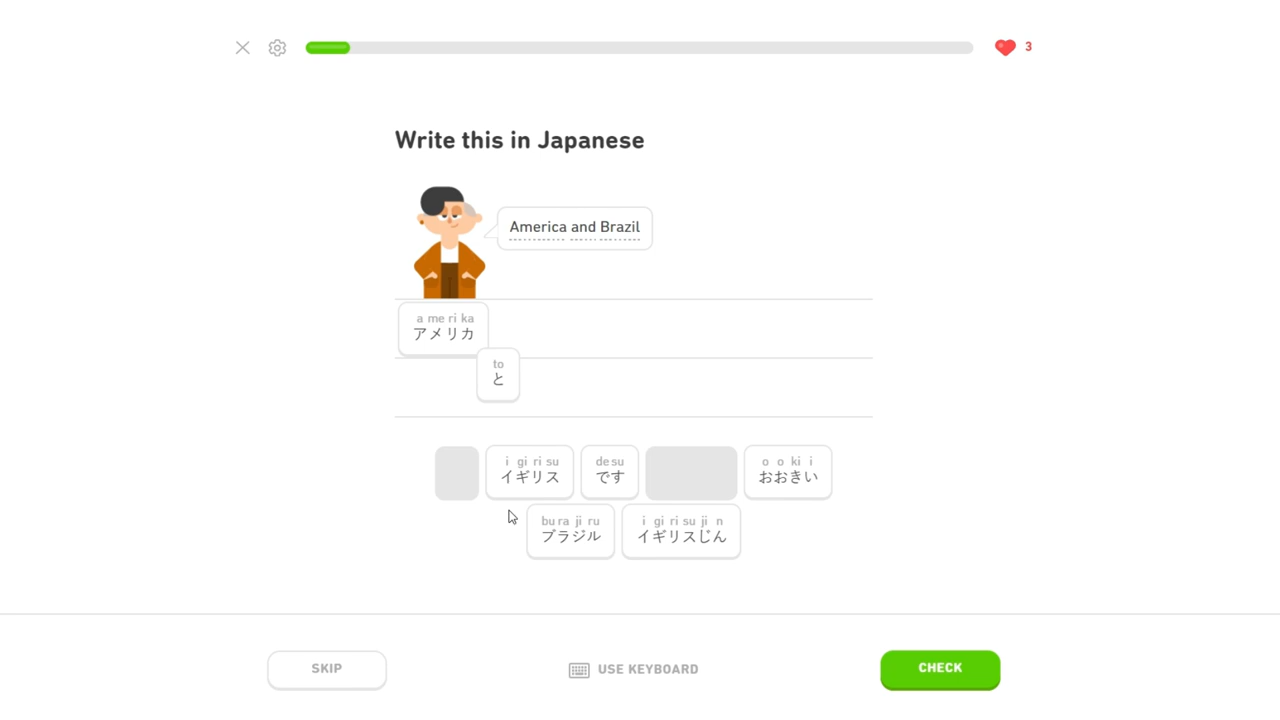 3
Write this in Japanese
America and Brazil
a me ri ka
アメリカ
to
と
i gi ri su
イギリス
de su
です
o o ki i
おおきい
bu ra ji ru
ブラジル
i gi ri su ji n
イギリスじん
SKIP
USE KEYBOARD
CHECK